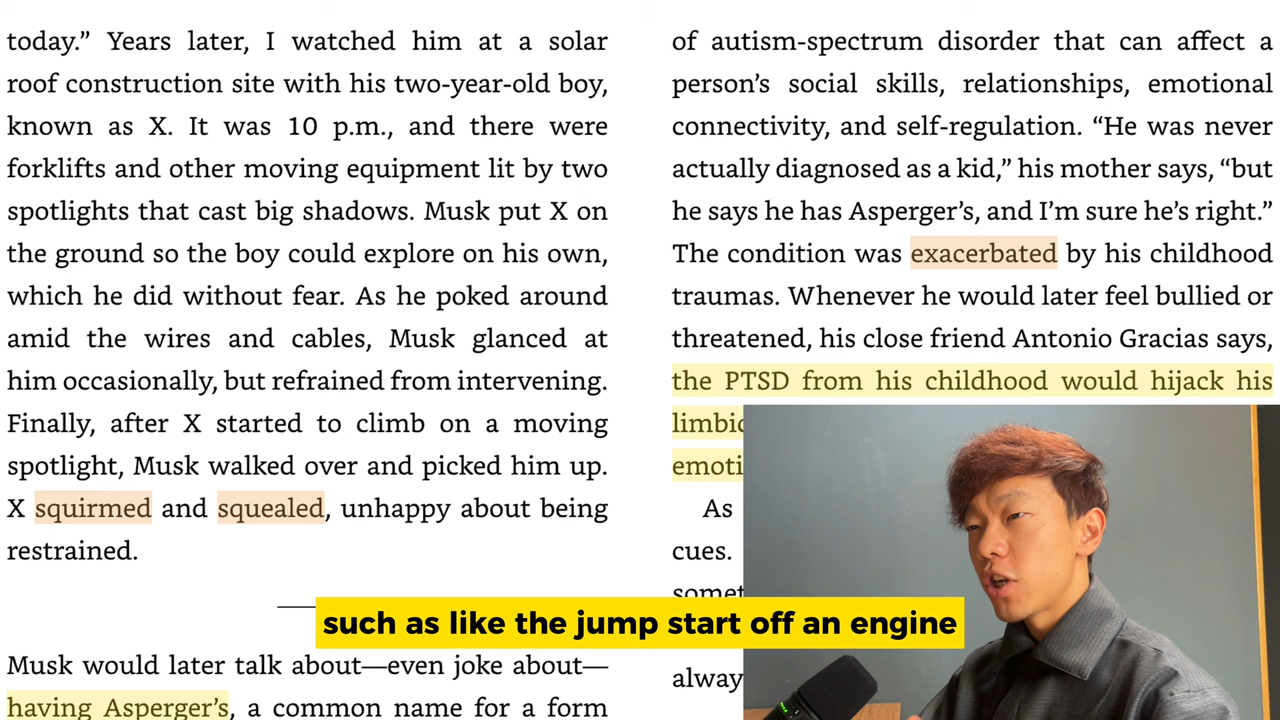 today.” Years later, I watched him at a solar
roof construction site with his two-year-old boy,
known as X. It was 10 p.m., and there were
forklifts and other moving equipment lit by two
spotlights that cast big shadows. Musk put X on
the ground so the boy could explore on his own,
which he did without fear. As he poked around
amid the wires and cables, Musk glanced at
him occasionally, but refrained from intervening.
Finally, after X started to climb on a moving
spotlight, Musk walked over and picked him up.
X squirmed and squealed, unhappy about being
restrained.
Musk would later talk about—even joke about—
having Asperger’s, a common name for a form
of autism-spectrum disorder that can affect a
person’s social skills, relationships, emotional
connectivity, and self-regulation. “He was never
actually diagnosed as a kid,” his mother says, “but
he says he has Asperger’s, and I’m sure he’s right.”
The condition was exacerbated by his childhood
traumas. Whenever he would later feel bullied or
threatened, his close friend Antonio Gracias says,
the PTSD from his childhood would hijack his
limbic
emoti
As
cues.
somet
alway
such as like the jump start off an engine